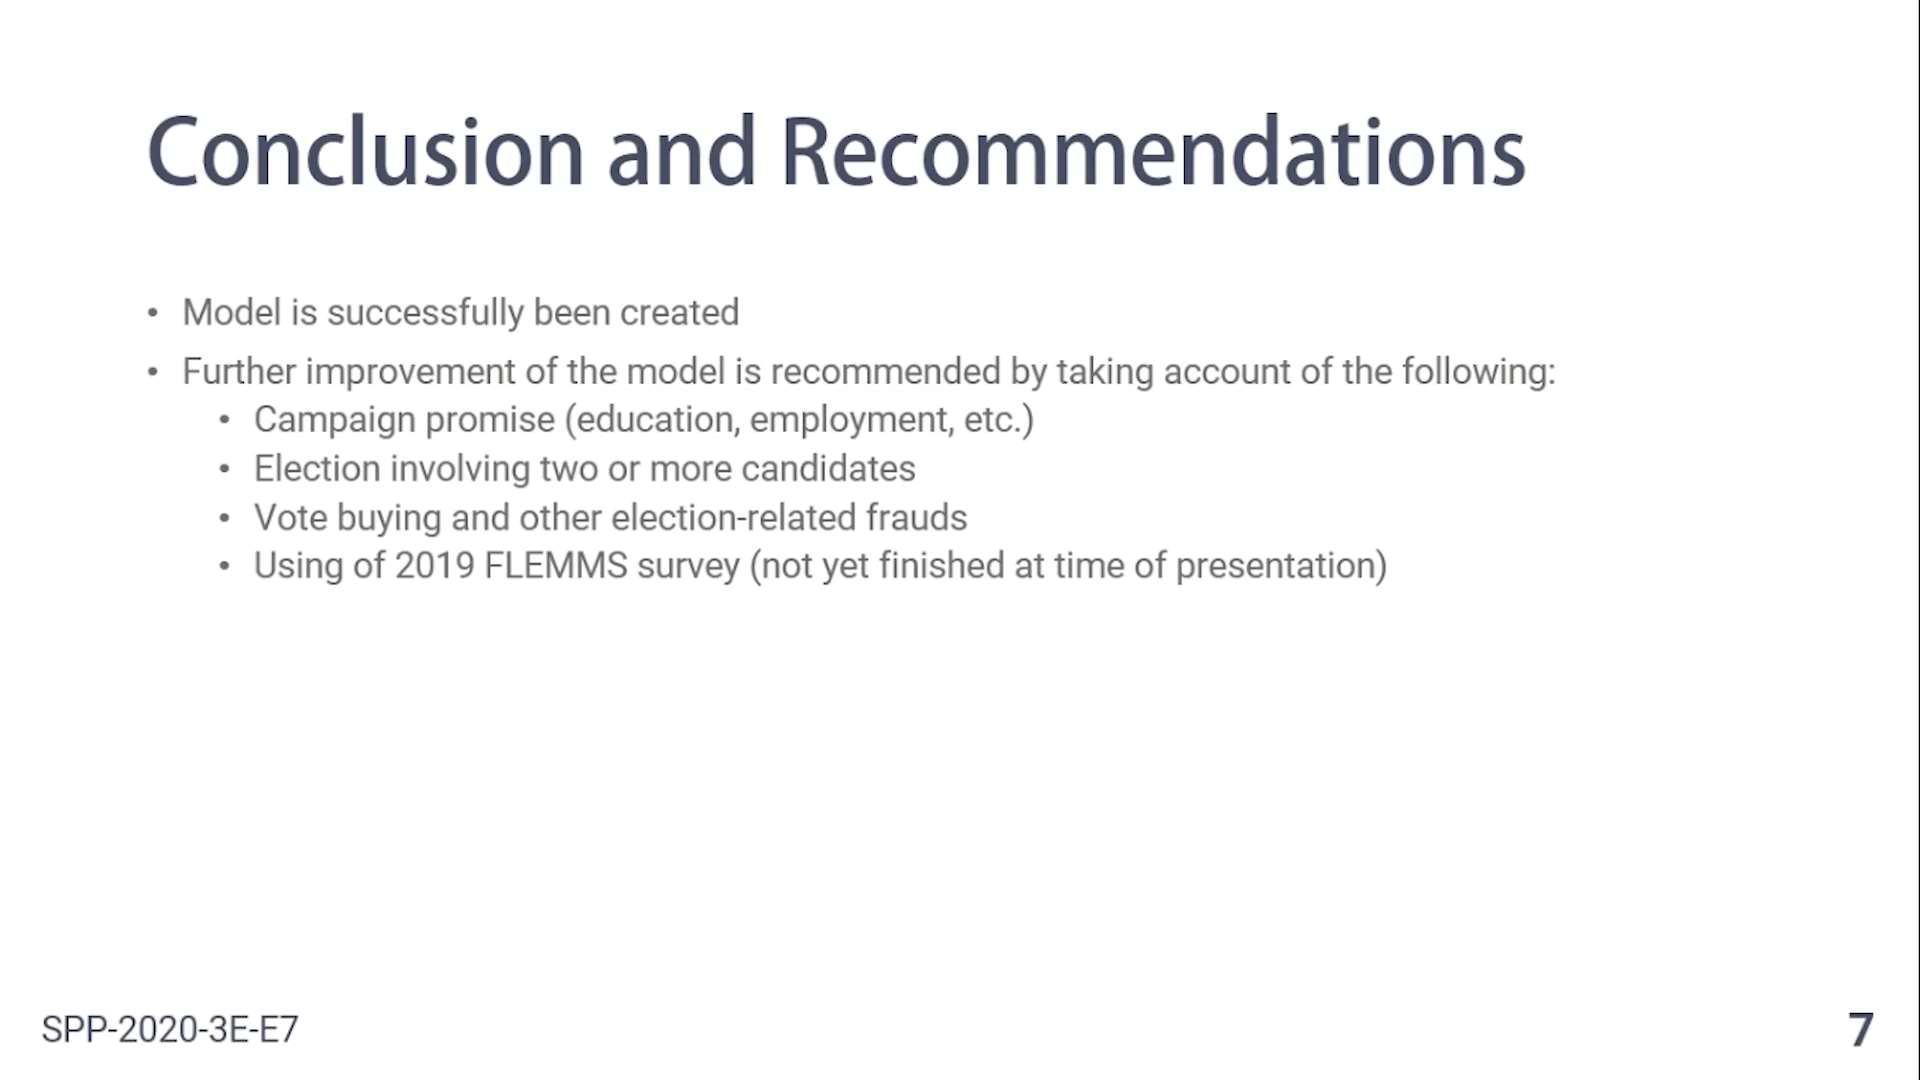 Conclusion and Recommendations
• Model is successfully been created
• Further improvement of the model is recommended by taking account of the following:
• Campaign promise (education, employment, etc.)
• Election involving two or more candidates
• Vote buying and other election-related frauds
• Using of 2019 FLEMMS survey (not yet finished at time of presentation)
SPP-2020-3E-E7
7